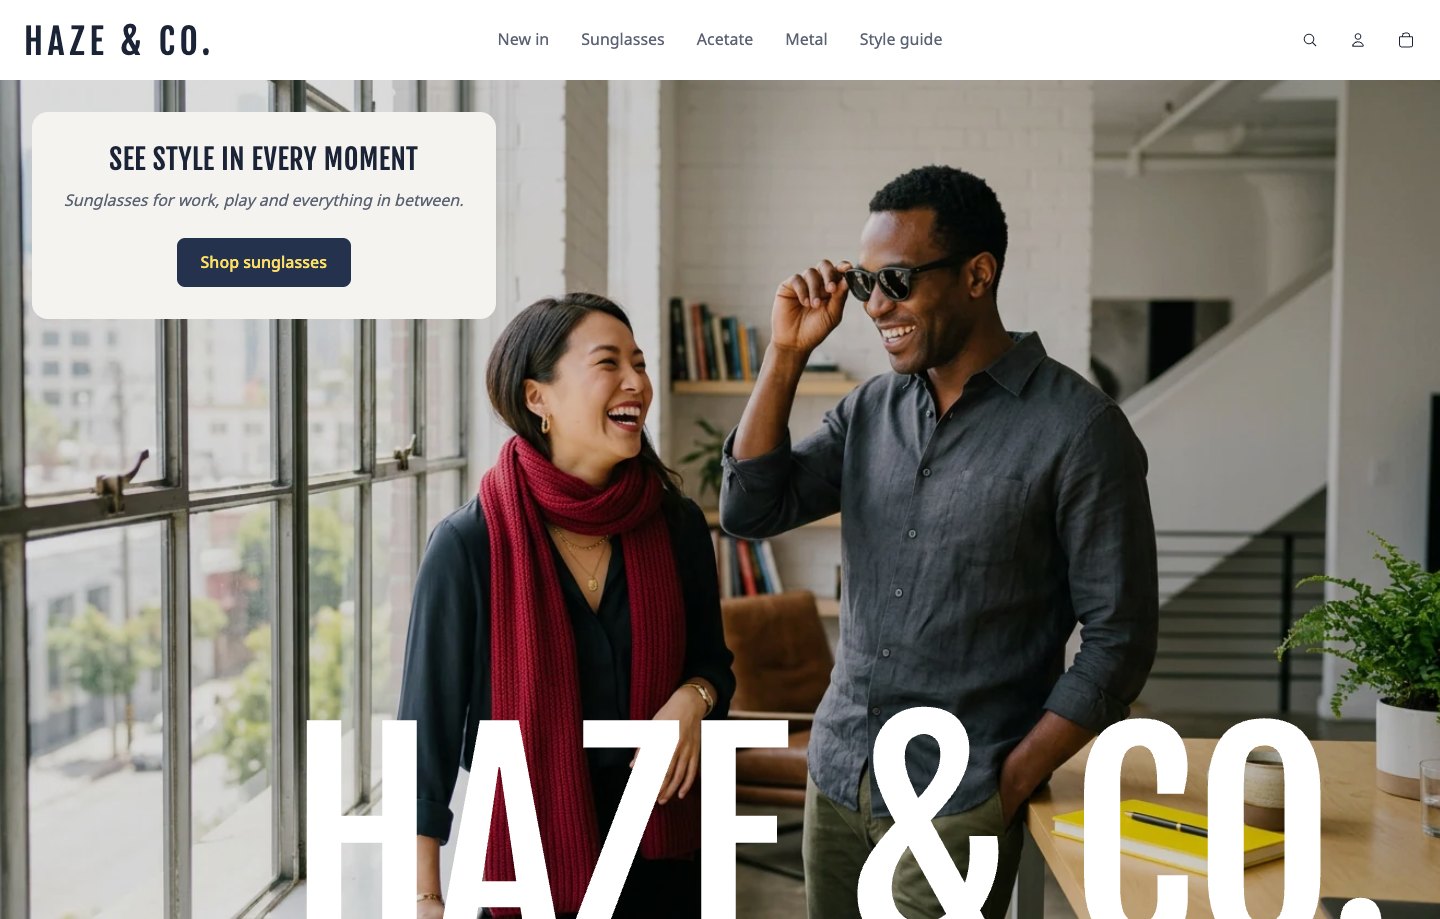 HAZE & CO.
New in
Sunglasses
Acetate
Metal
Style guide
SEE STYLE IN EVERY MOMENT
Sunglasses for work, play and everything in between.
Shop sunglasses
HAZE & CO.